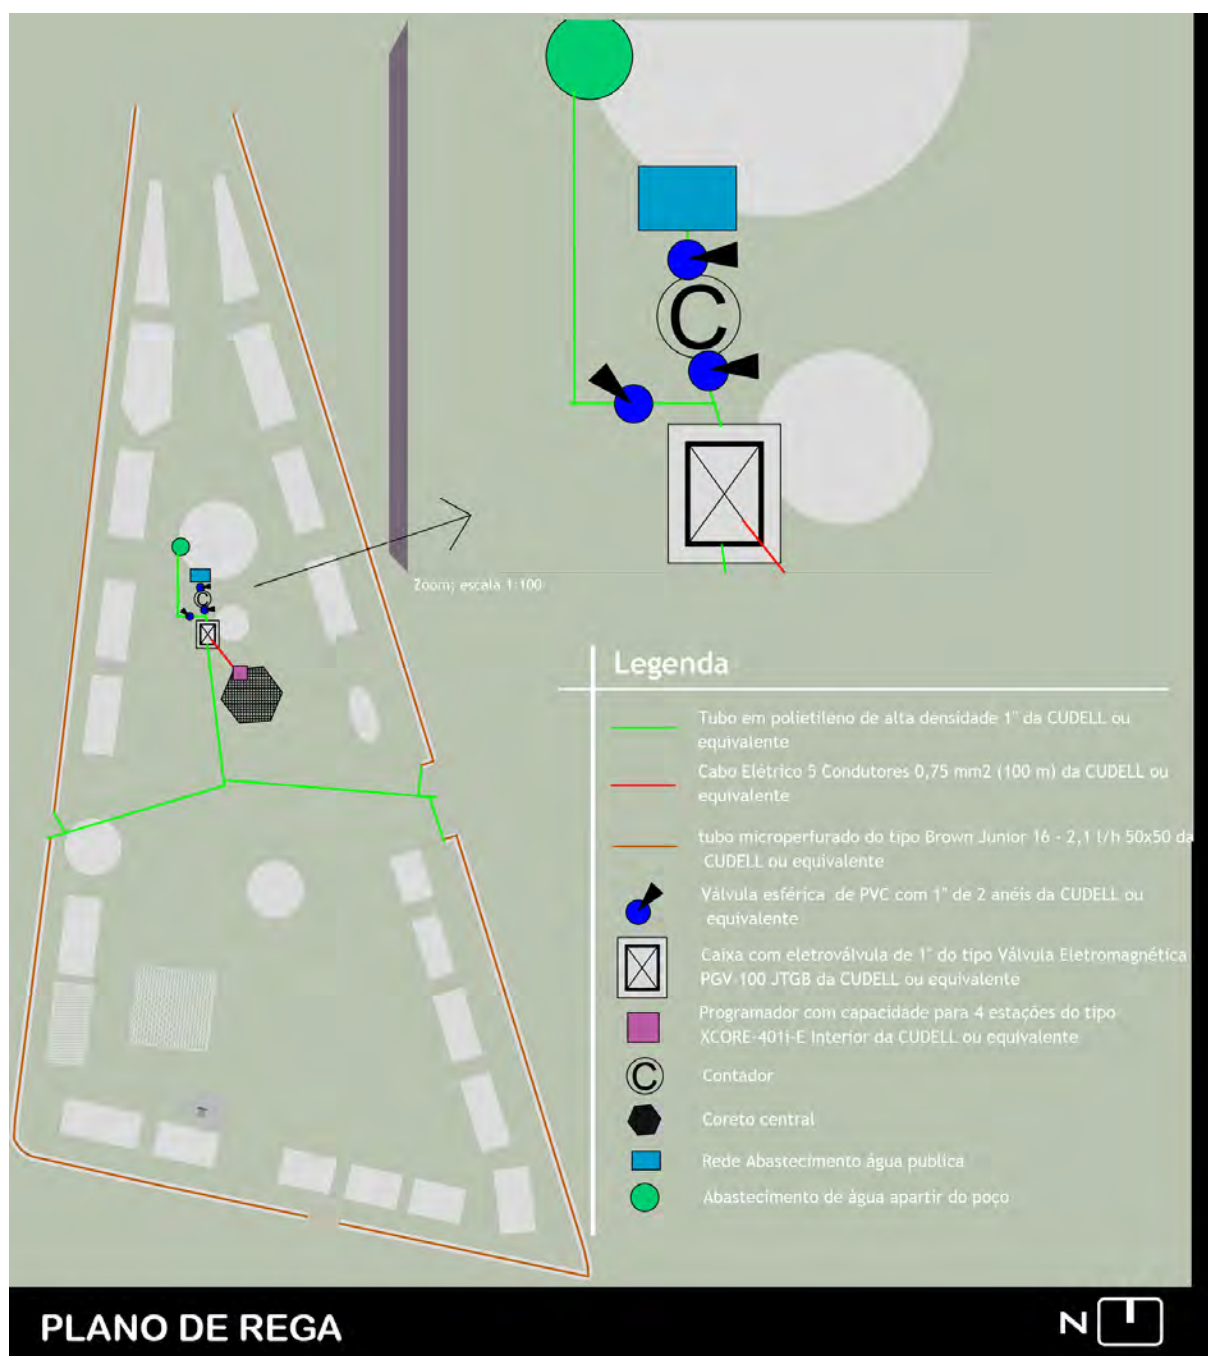 C
C
Zoom; escala 1:100
Legenda
Tubo em polietileno de alta densidade 1" da CUDELL ou
equivalente
Cabo Elétrico 5 Condutores 0,75 mm2 (100 m) da CUDELL ou
equivalente
tubo microperfurado do tipo Brown Junior 16 - 2,1 l/h 50x50 da
CUDELL ou equivalente
Válvula esférica de PVC com 1" de 2 anéis da CUDELL ou
equivalente
Caixa com eletroválvula de 1" do tipo Válvula Eletromagnética
PGV-100 JTGB da CUDELL ou equivalente
Programador com capacidade para 4 estações do tipo
XCORE-401i-E Interior da CUDELL ou equivalente
C Contador
Coreto central
Rede Abastecimento água publica
Abastecimento de água apartir do poço
PLANO DE REGA
N